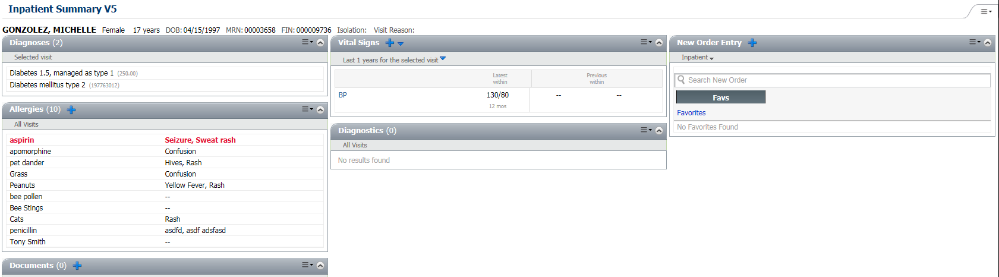 Inpatient Summary V5
GONZOLEZ, MICHELLE Female 17 years DOB: 04/15/1997 MRN: 00003658 FIN: 000009736 Isolation: Visit Reason:
Diagnoses (2)
Selected visit
Diabetes 1.5, managed as type 1 (250.00)
Diabetes mellitus type 2 (197763012)
Allergies (10)
All Visits
aspirin Seizure, Sweat rash
apomorphine Confusion
pet dander Hives, Rash
Grass Confusion
Peanuts Yellow Fever, Rash
bee pollen --
Bee Stings --
Cats Rash
penicillin asdfd, asdf adsfasd
Tony Smith --
Documents (0)
Vital Signs
Last 1 years for the selected visit
Latest Previous
within within
BP 130/80 -- --
12 mos
Diagnostics (0)
All Visits
No results found
New Order Entry
Inpatient
Search New Order
Favs
Favorites
No Favorites Found